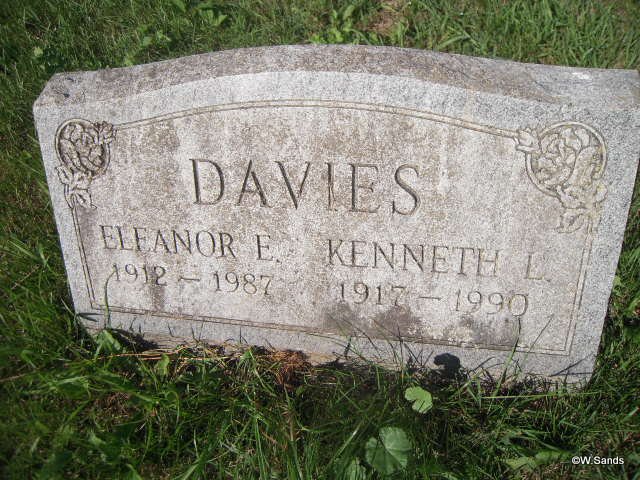 DAVIES
ELEANOR E. KENNETH L.
1912 – 1987 1917 – 1990
©W.Sands